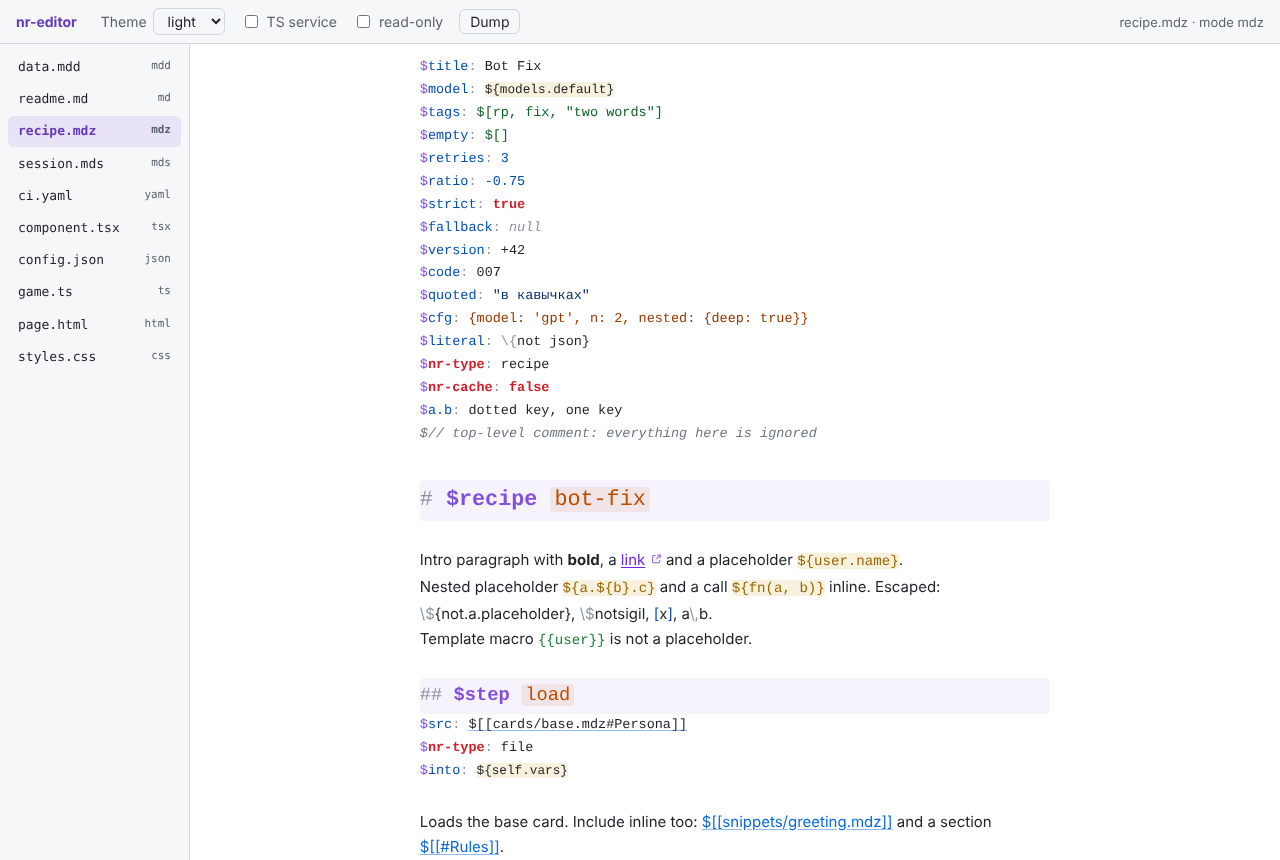 nr-editor Theme light TS service read-only Dump recipe.mdz · mode mdz
data.mdd mdd
readme.md md
recipe.mdz mdz
session.mds mds
ci.yaml yaml
component.tsx tsx
config.json json
game.ts ts
page.html html
styles.css css
$title: Bot Fix
$model: ${models.default}
$tags: $[rp, fix, "two words"]
$empty: $[]
$retries: 3
$ratio: -0.75
$strict: true
$fallback: null
$version: +42
$code: 007
$quoted: "в кавычках"
$cfg: {model: 'gpt', n: 2, nested: {deep: true}}
$literal: \{not json}
$nr-type: recipe
$nr-cache: false
$a.b: dotted key, one key
$// top-level comment: everything here is ignored
# $recipe bot-fix
Intro paragraph with bold, a link and a placeholder ${user.name}.
Nested placeholder ${a.${b}.c} and a call ${fn(a, b)} inline. Escaped:
\${not.a.placeholder}, \$notsigil, [x], a\,b.
Template macro {{user}} is not a placeholder.
## $step load
$src: $[[cards/base.mdz#Persona]]
$nr-type: file
$into: ${self.vars}
Loads the base card. Include inline too: $[[snippets/greeting.mdz]] and a section
$[[#Rules]].